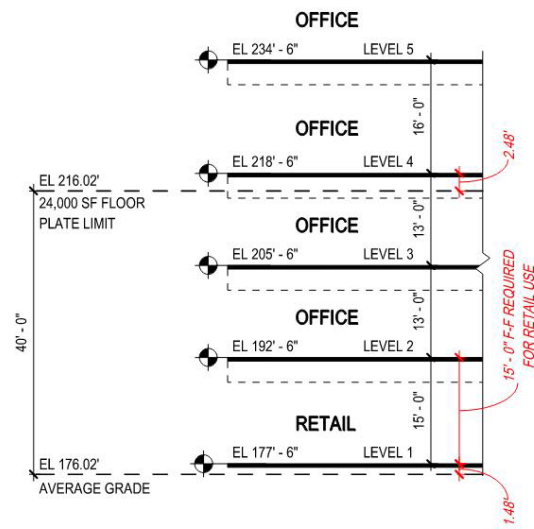 OFFICE
EL 234' - 6" LEVEL 5
16' - 0"
OFFICE
2.48'
EL 218' - 6" LEVEL 4
EL 216.02'
24,000 SF FLOOR
PLATE LIMIT
13' - 0"
OFFICE
EL 205' - 6" LEVEL 3
40' - 0"
13' - 0"
OFFICE
15' - 0" F-F REQUIRED
FOR RETAIL USE
EL 192' - 6" LEVEL 2
15' - 0"
RETAIL
EL 177' - 6" LEVEL 1
EL 176.02'
AVERAGE GRADE
1.48'